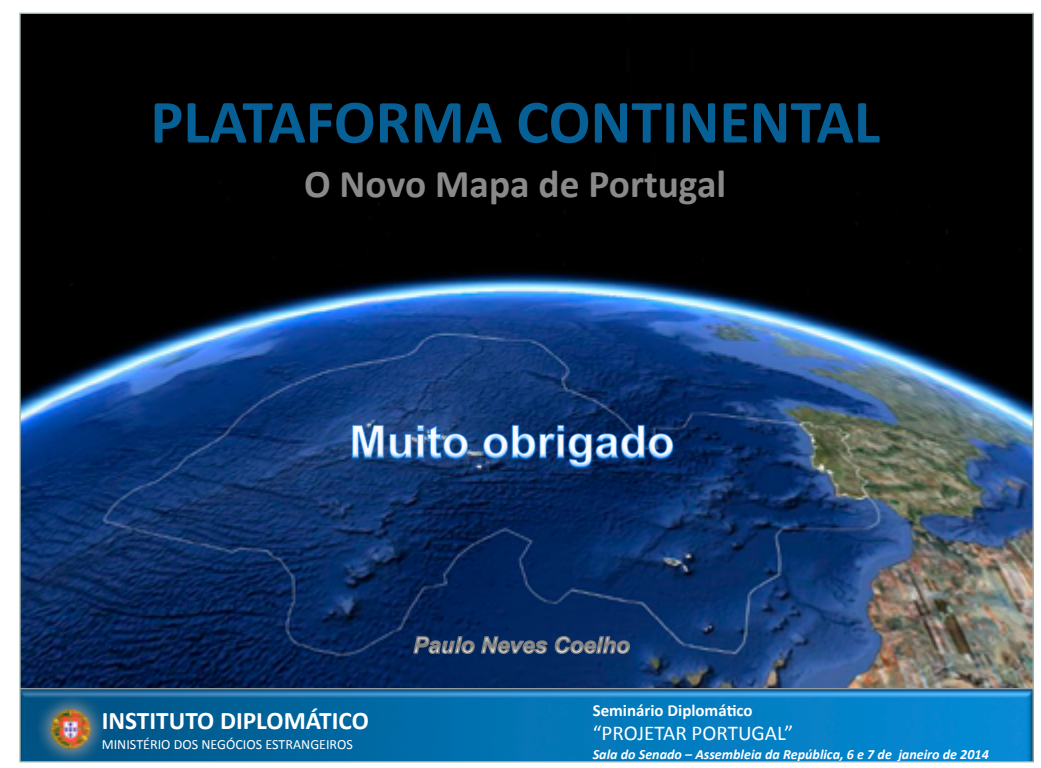 PLATAFORMA CONTINENTAL
O Novo Mapa de Portugal
Muito obrigado
Paulo Neves Coelho
INSTITUTO DIPLOMÁTICO
MINISTÉRIO DOS NEGÓCIOS ESTRANGEIROS
Seminário Diplomático
“PROJETAR PORTUGAL”
Sala do Senado – Assembleia da República, 6 e 7 de janeiro de 2014